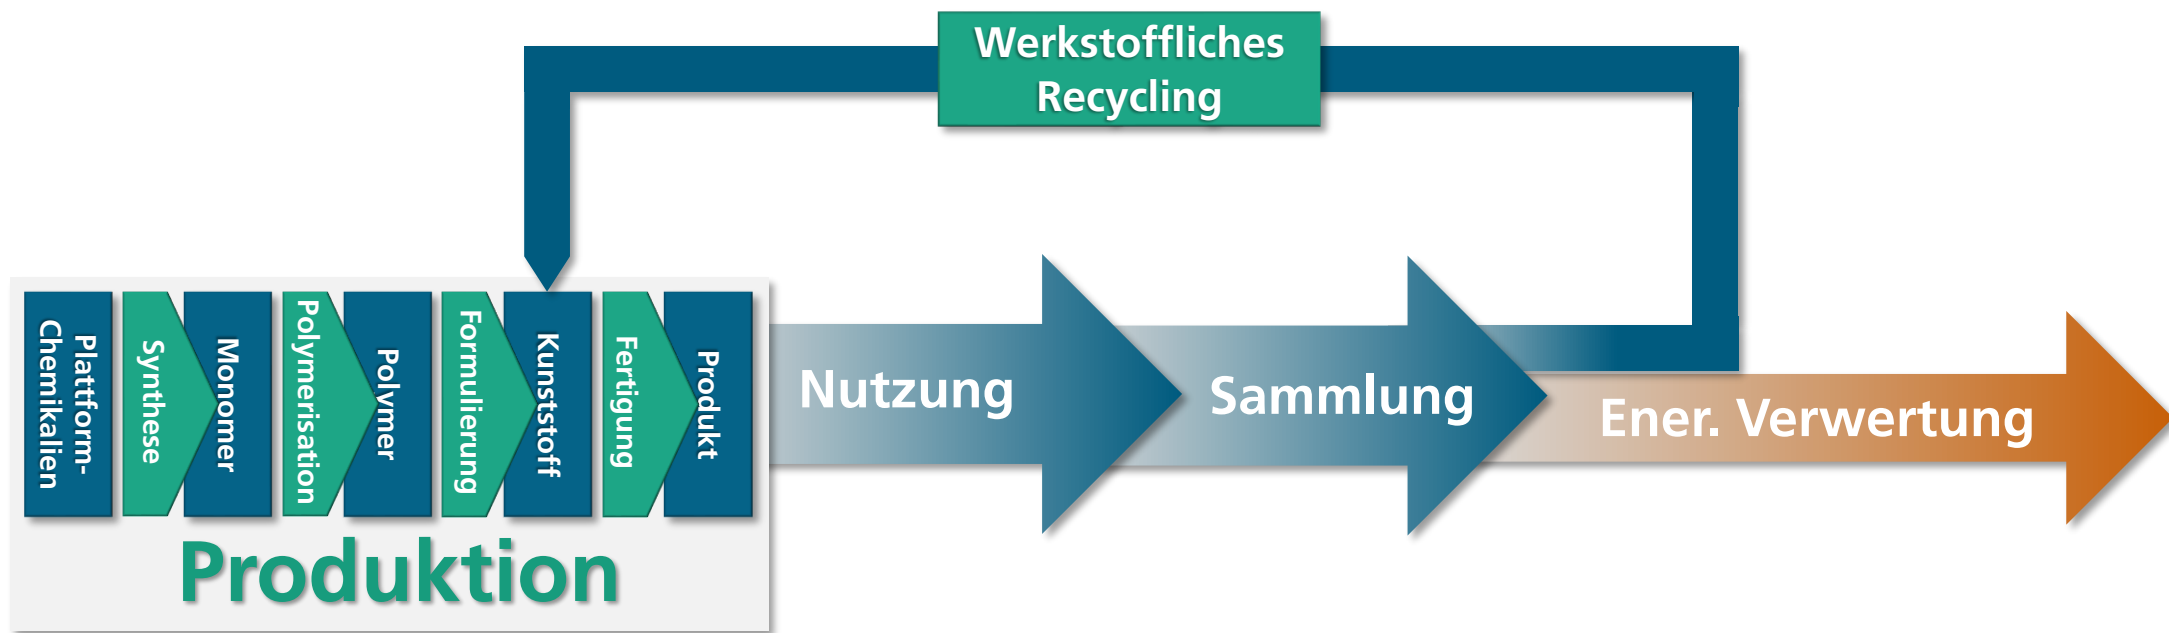 Werkstoffliches
Recycling
Plattform-
Chemikalien
Synthese
Monomer
Polymerisation
Polymer
Formulierung
Kunststoff
Fertigung
Produkt
Produktion
Nutzung
Sammlung
Ener. Verwertung